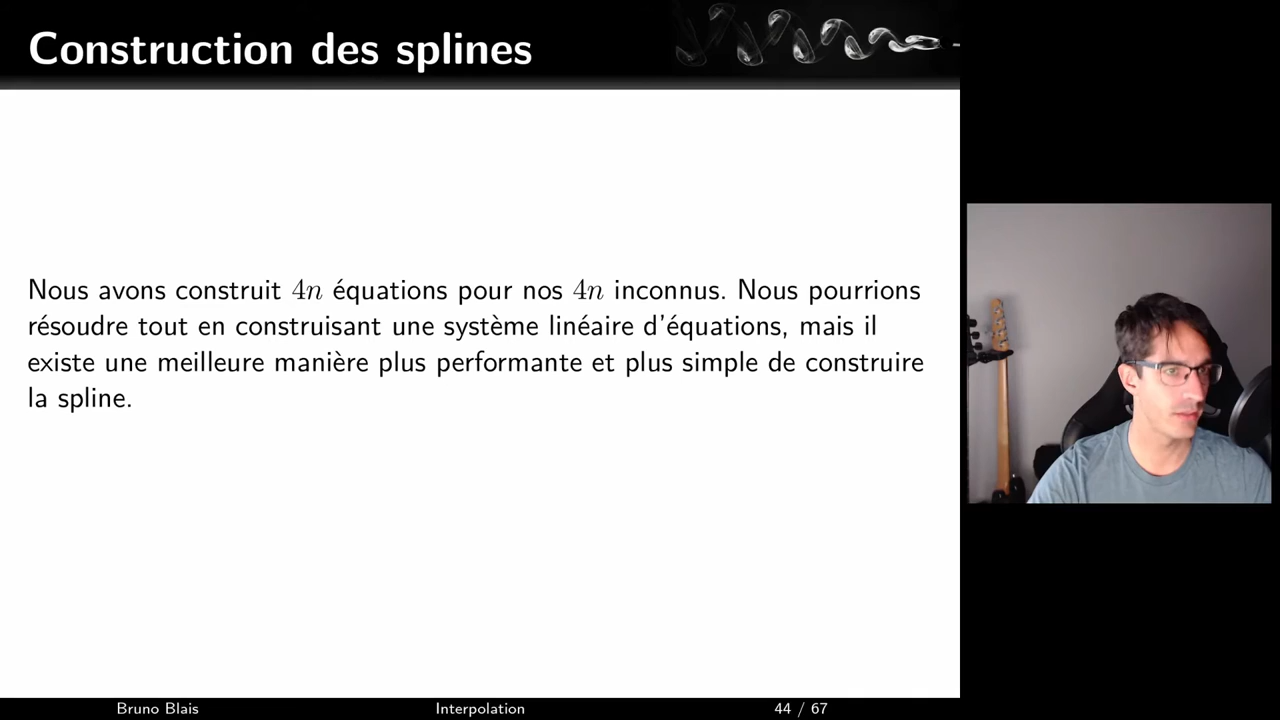 Construction des splines
Nous avons construit 4n équations pour nos 4n inconnus. Nous pourrions
résoudre tout en construisant une système linéaire d'équations, mais il
existe une meilleure manière plus performante et plus simple de construire
la spline.
Bruno Blais Interpolation 44 / 67